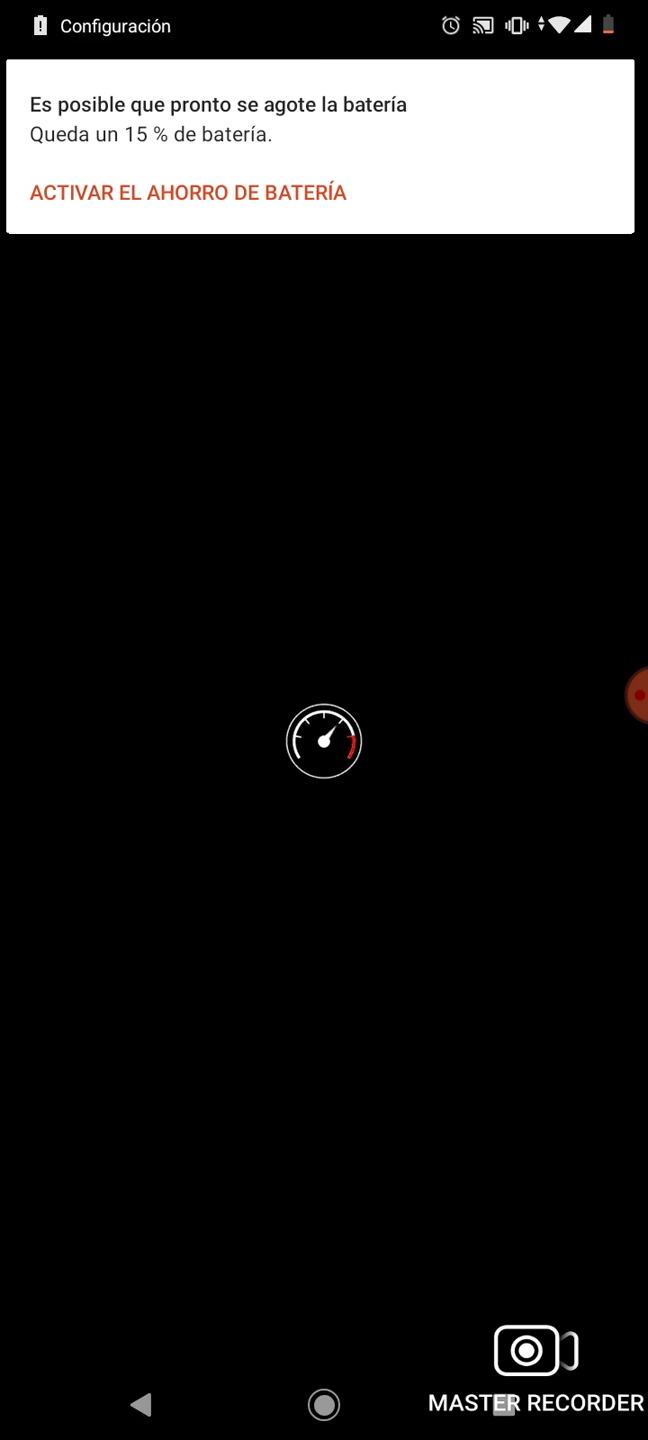 Configuración
Es posible que pronto se agote la batería
Queda un 15 % de batería.
ACTIVAR EL AHORRO DE BATERÍA
MASTER RECORDER